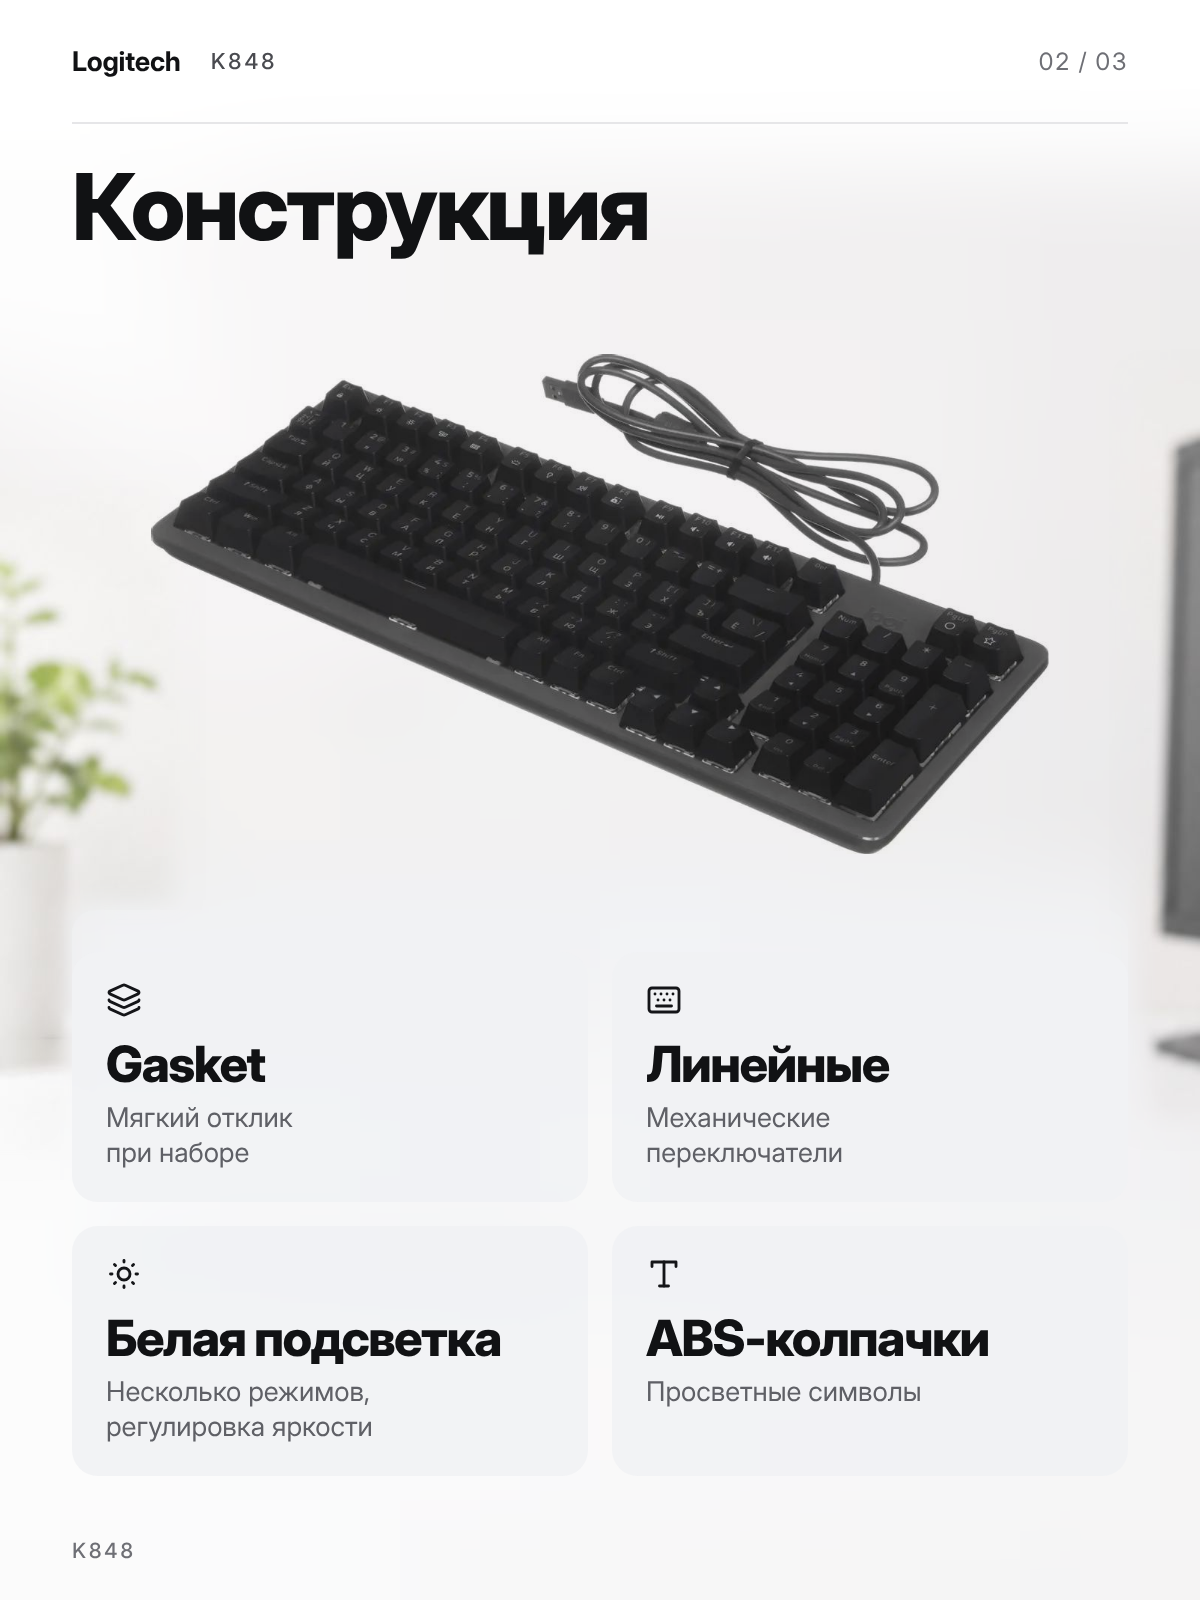 Logitech K848 02 / 03
Конструкция
Gasket
Мягкий отклик
при наборе
Линейные
Механические
переключатели
Белая подсветка
Несколько режимов,
регулировка яркости
ABS-колпачки
Просветные символы
K848